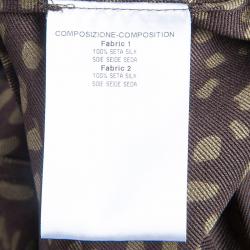 COMPOSIZIONE-COMPOSITION
Fabric 1
100% SETA SILK
SOIE SEIDE SEDA
Fabric 2
100% SETA SILK
SOIE SEIDE SEDA